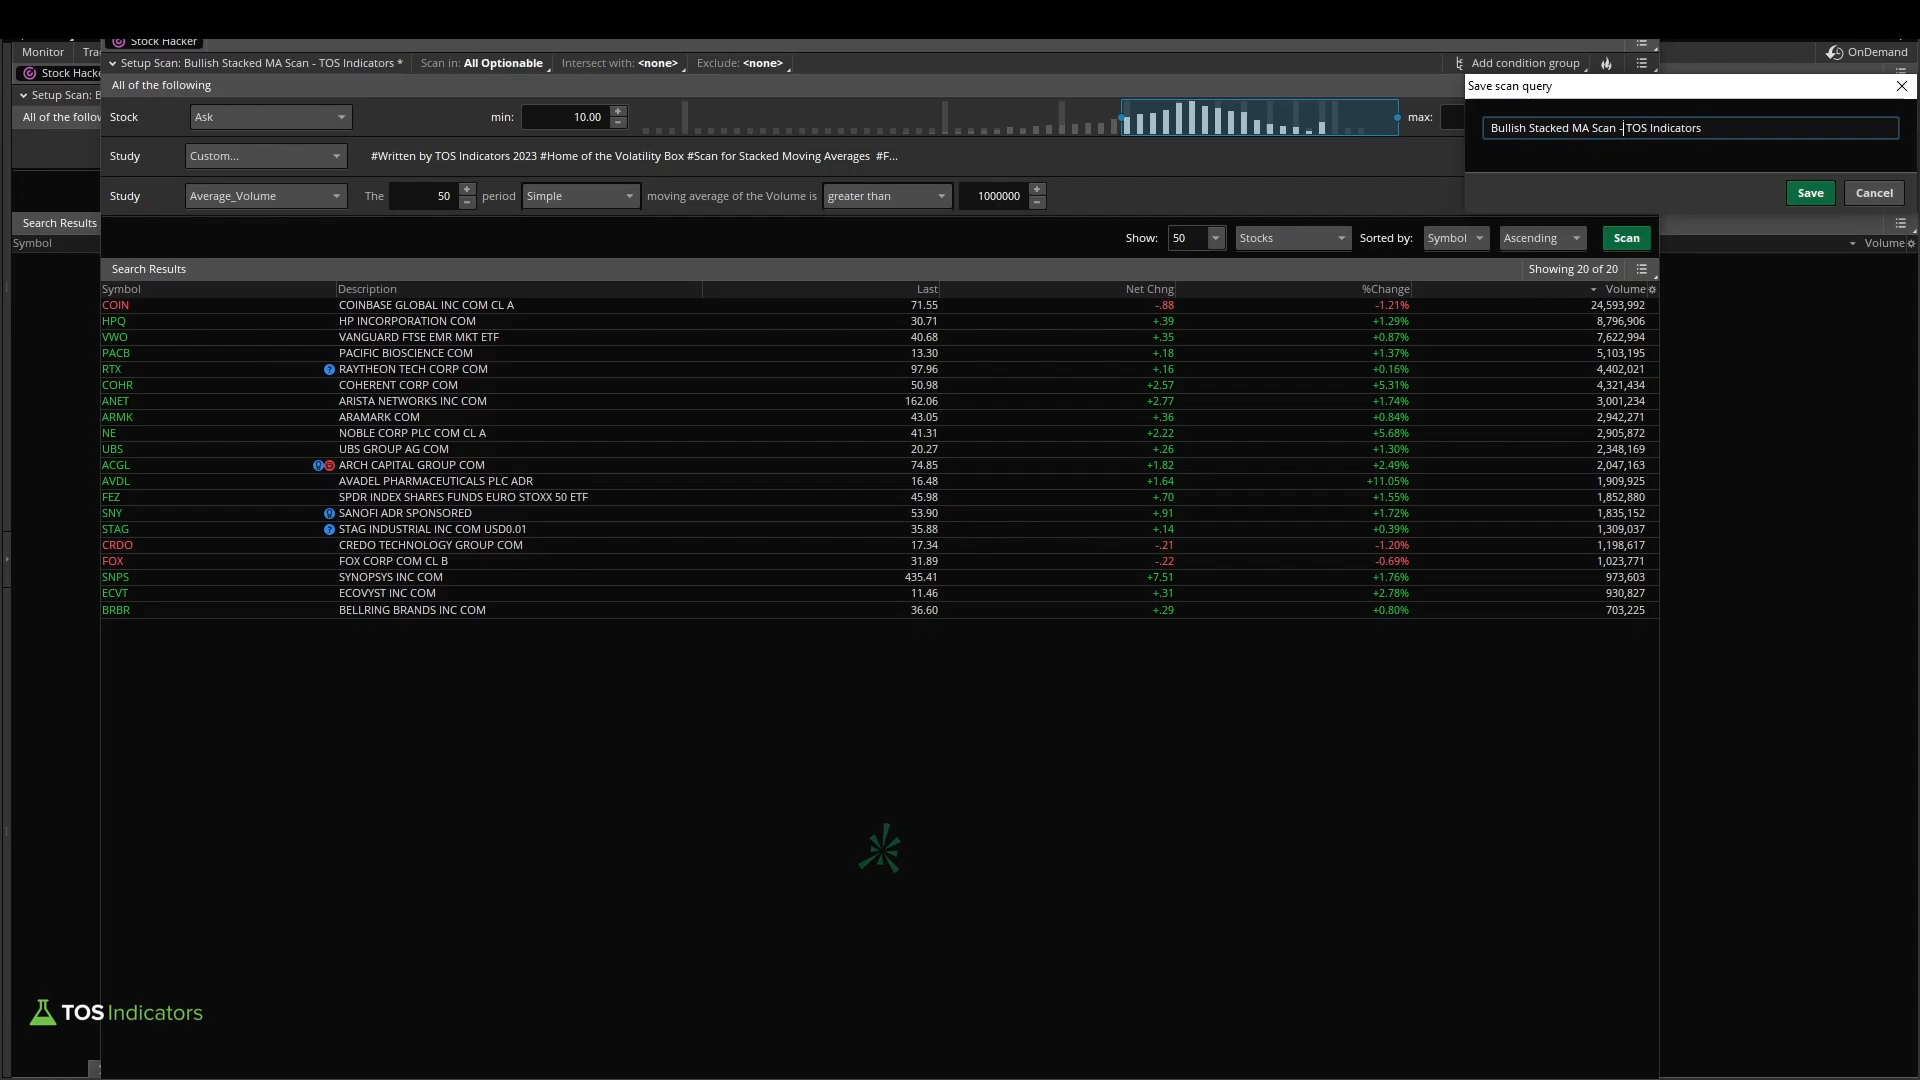 Stock Hacker
Monitor
OnDemand
Setup Scan: Bullish Stacked MA Scan - TOS Indicators * Scan in: All Optionable Intersect with: <none> Exclude: <none> Add condition group
Stock Hacke
All of the following
Save scan query
Setup Scan: B
All of the follov
Stock Ask min: 10.00 max:
Bullish Stacked MA Scan - TOS Indicators
Study Custom... #Written by TOS Indicators 2023 #Home of the Volatility Box #Scan for Stacked Moving Averages #F...
Study Average_Volume The 50 period Simple moving average of the Volume is greater than 1000000
Save Cancel
Search Results
Symbol
Show: 50 Stocks Sorted by: Symbol Ascending Scan
Volume
Search Results Showing 20 of 20
Symbol Description Last Net Chng %Change Volume
COIN COINBASE GLOBAL INC COM CL A 71.55 -.88 -1.21% 24,593,992
HPQ HP INCORPORATION COM 30.71 +.39 +1.29% 8,796,906
VWO VANGUARD FTSE EMR MKT ETF 40.68 +.35 +0.87% 7,622,994
PACB PACIFIC BIOSCIENCE COM 13.30 +.18 +1.37% 5,103,195
RTX RAYTHEON TECH CORP COM 97.96 +.16 +0.16% 4,402,021
COHR COHERENT CORP COM 50.98 +2.57 +5.31% 4,321,434
ANET ARISTA NETWORKS INC COM 162.06 +2.77 +1.74% 3,001,234
ARMK ARAMARK COM 43.05 +.36 +0.84% 2,942,271
NE NOBLE CORP PLC COM CL A 41.31 +2.22 +5.68% 2,905,872
UBS UBS GROUP AG COM 20.27 +.26 +1.30% 2,348,169
ACGL ARCH CAPITAL GROUP COM 74.85 +1.82 +2.49% 2,047,163
AVDL AVADEL PHARMACEUTICALS PLC ADR 16.48 +1.64 +11.05% 1,909,925
FEZ SPDR INDEX SHARES FUNDS EURO STOXX 50 ETF 45.98 +.70 +1.55% 1,852,880
SNY SANOFI ADR SPONSORED 53.90 +.91 +1.72% 1,835,152
STAG STAG INDUSTRIAL INC COM USD0.01 35.88 +.14 +0.39% 1,309,037
CRDO CREDO TECHNOLOGY GROUP COM 17.34 -.21 -1.20% 1,198,617
FOX FOX CORP COM CL B 31.89 -.22 -0.69% 1,023,771
SNPS SYNOPSYS INC COM 435.41 +7.51 +1.76% 973,603
ECVT ECOVYST INC COM 11.46 +.31 +2.78% 930,827
BRBR BELLRING BRANDS INC COM 36.60 +.29 +0.80% 703,225
TOS Indicators